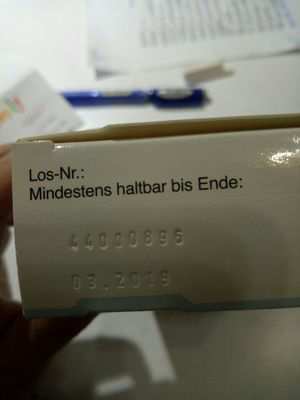 Los-Nr.:
Mindestens haltbar bis Ende:
44000896
03.2019